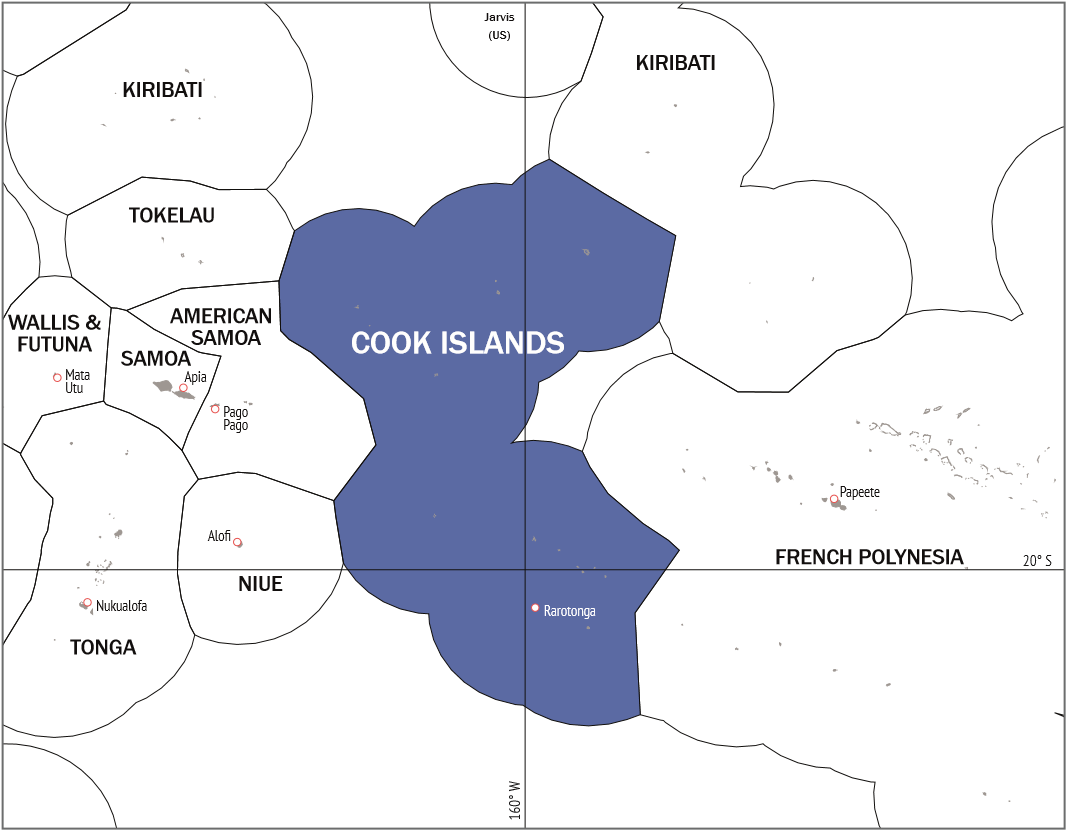 Jarvis
(US)
KIRIBATI
KIRIBATI
TOKELAU
AMERICAN
SAMOA
WALLIS &
FUTUNA
COOK ISLANDS
SAMOA
Mata
Utu
Apia
Pago
Pago
Papeete
Alofi
FRENCH POLYNESIA
20° S
NIUE
Nukualofa
Rarotonga
TONGA
160° W